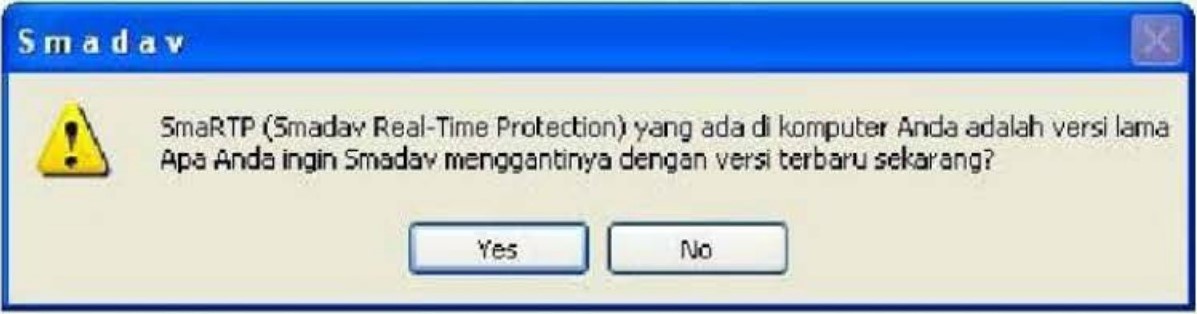 Smadav
SmaRTP (Smadav Real-Time Protection) yang ada di komputer Anda adalah versi lama
Apa Anda ingin Smadav menggantinya dengan versi terbaru sekarang?
Yes
No